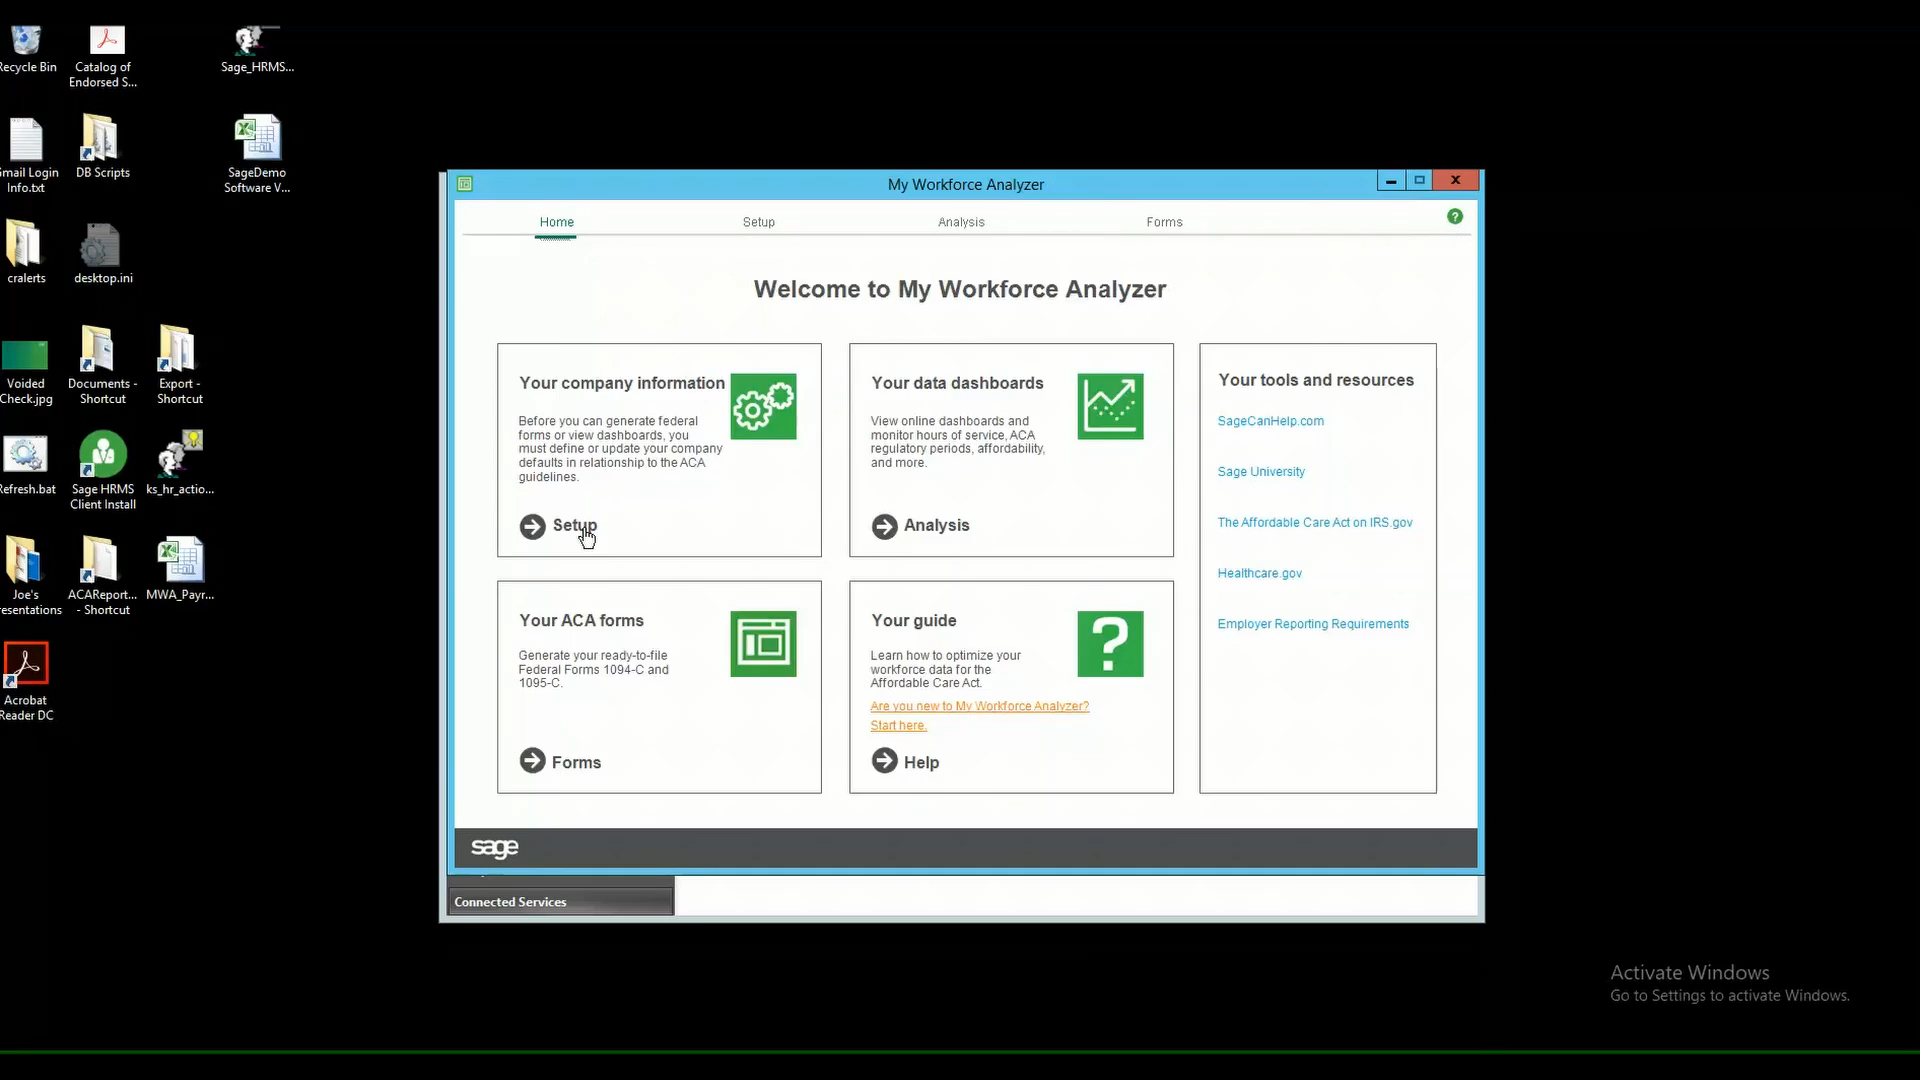 Recycle Bin
Catalog of
Endorsed S...
Sage_HRMS...
Gmail Login
Info.txt
DB Scripts
SageDemo
Software V...
cralerts
desktop.ini
Voided
Check.jpg
Documents -
Shortcut
Export -
Shortcut
Refresh.bat
Sage HRMS
Client Install
ks_hr_actio...
Joe's
resentations
ACAReport...
- Shortcut
MWA_Payr...
Acrobat
Reader DC
My Workforce Analyzer
Home
Setup
Analysis
Forms
Welcome to My Workforce Analyzer
Your company information
Before you can generate federal
forms or view dashboards, you
must define or update your company
defaults in relationship to the ACA
guidelines.
Setup
Your data dashboards
View online dashboards and
monitor hours of service, ACA
regulatory periods, affordability,
and more.
Analysis
Your tools and resources
SageCanHelp.com
Sage University
The Affordable Care Act on IRS.gov
Healthcare.gov
Employer Reporting Requirements
Your ACA forms
Generate your ready-to-file
Federal Forms 1094-C and
1095-C.
Forms
Your guide
Learn how to optimize your
workforce data for the
Affordable Care Act.
Are you new to My Workforce Analyzer?
Start here.
Help
sage
Connected Services
Activate Windows
Go to Settings to activate Windows.